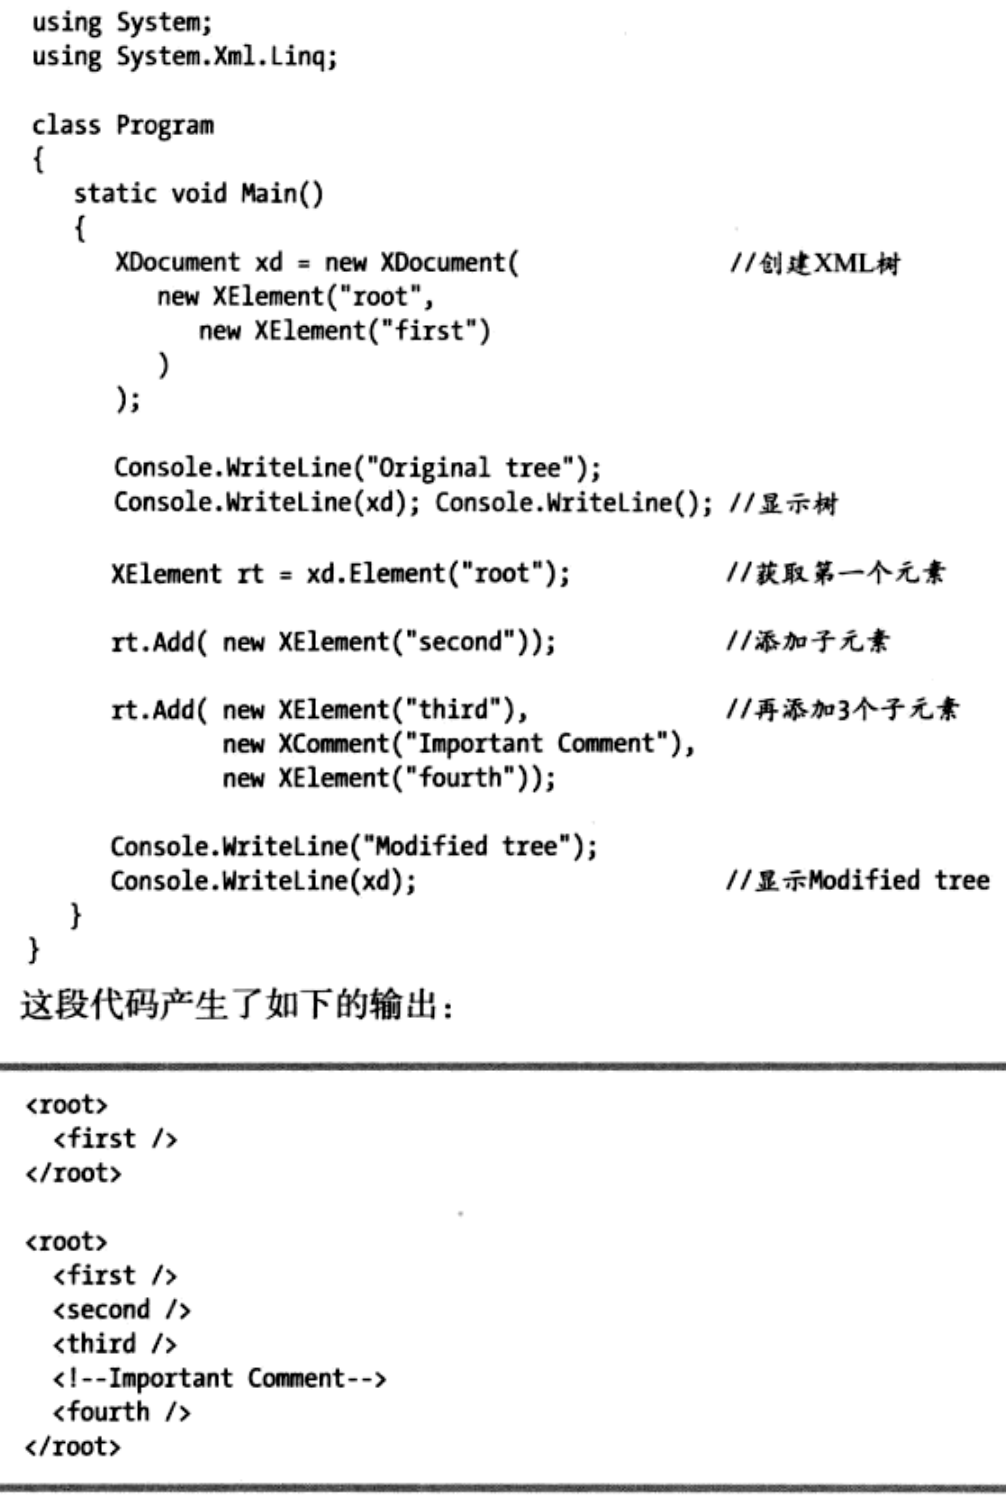 using System;
using System.Xml.Linq;

class Program
{
   static void Main()
   {
      XDocument xd = new XDocument(                //创建XML树
         new XElement("root",
            new XElement("first")
         )
      );

      Console.WriteLine("Original tree");
      Console.WriteLine(xd); Console.WriteLine(); //显示树

      XElement rt = xd.Element("root");            //获取第一个元素

      rt.Add( new XElement("second"));             //添加子元素

      rt.Add( new XElement("third"),               //再添加3个子元素
              new XComment("Important Comment"),
              new XElement("fourth"));

      Console.WriteLine("Modified tree");
      Console.WriteLine(xd);                       //显示Modified tree
   }
}
这段代码产生了如下的输出：
<root>
  <first />
</root>

<root>
  <first />
  <second />
  <third />
  <!--Important Comment-->
  <fourth />
</root>